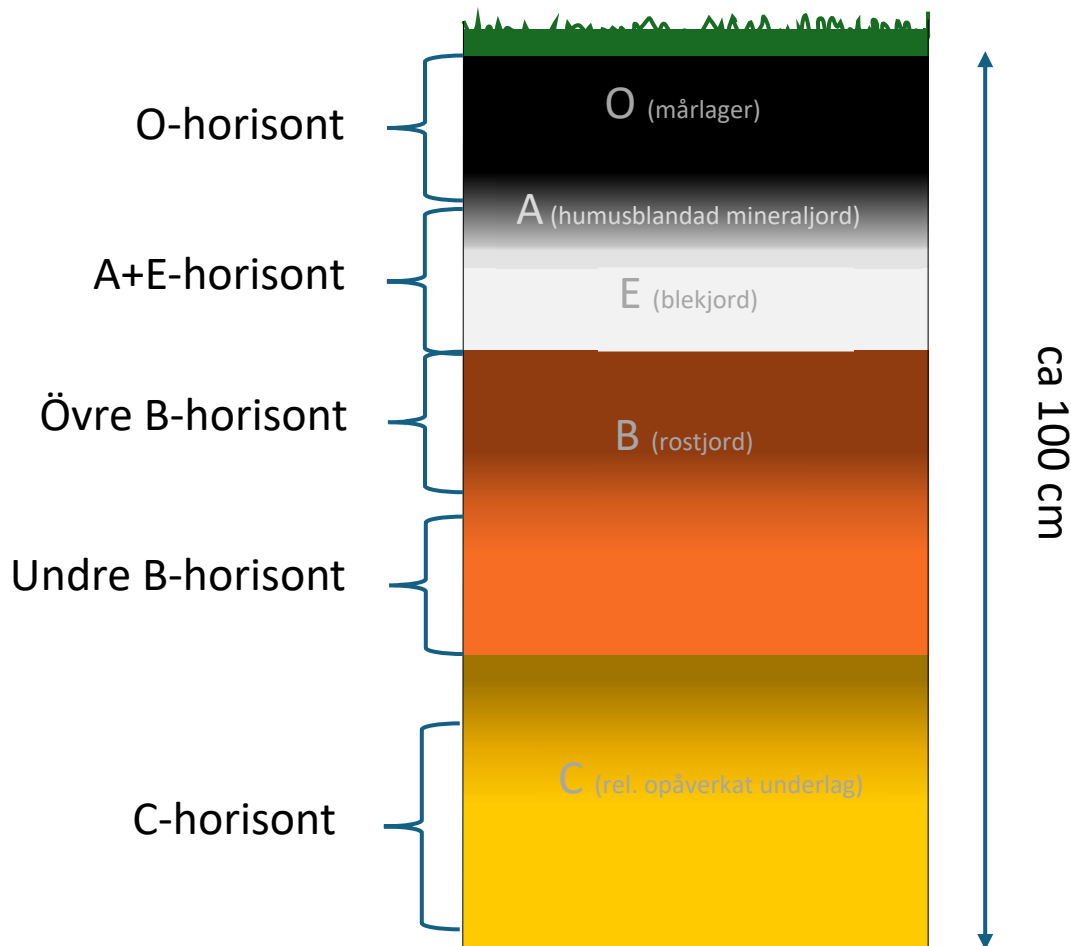 O (mårlager)
O-horisont
A (humusblandad mineraljord)
A+E-horisont
E (blekjord)
Övre B-horisont
B (rostjord)
ca 100 cm
Undre B-horisont
C (rel. opåverkat underlag)
C-horisont